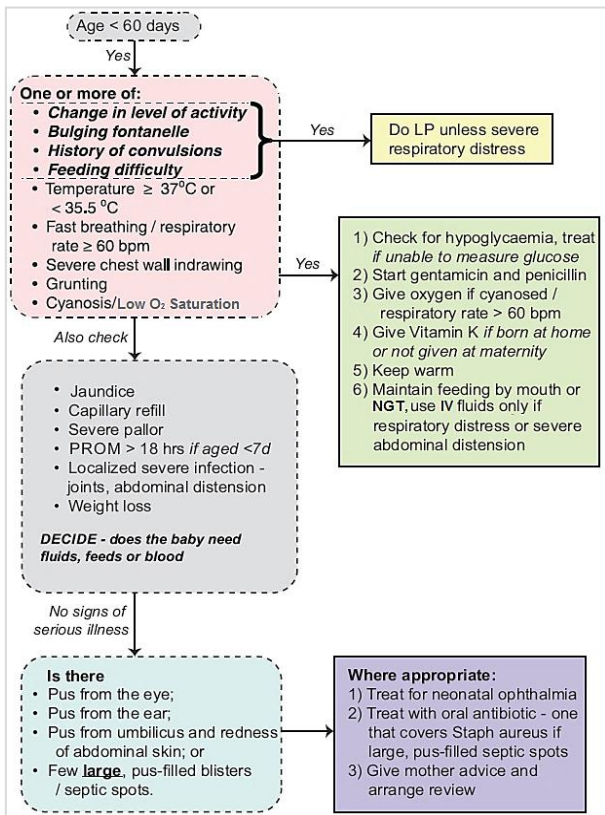 Age < 60 days
Yes
One or more of:
• Change in level of activity
• Bulging fontanelle
• History of convulsions
• Feeding difficulty
• Temperature ≥ 37°C or
< 35.5 °C
• Fast breathing / respiratory
rate ≥ 60 bpm
• Severe chest wall indrawing
• Grunting
• Cyanosis/Low O₂ Saturation
Yes
Do LP unless severe
respiratory distress
Yes
1) Check for hypoglycaemia, treat
if unable to measure glucose
2) Start gentamicin and penicillin
3) Give oxygen if cyanosed /
respiratory rate > 60 bpm
4) Give Vitamin K if born at home
or not given at maternity
5) Keep warm
6) Maintain feeding by mouth or
NGT, use IV fluids only if
respiratory distress or severe
abdominal distension
Also check
• Jaundice
• Capillary refill
• Severe pallor
• PROM > 18 hrs if aged <7d
• Localized severe infection -
joints, abdominal distension
• Weight loss
DECIDE - does the baby need
fluids, feeds or blood
No signs of
serious illness
Is there
• Pus from the eye;
• Pus from the ear;
• Pus from umbilicus and redness
of abdominal skin; or
• Few large, pus-filled blisters
/ septic spots.
Where appropriate:
1) Treat for neonatal ophthalmia
2) Treat with oral antibiotic - one
that covers Staph aureus if
large, pus-filled septic spots
3) Give mother advice and
arrange review